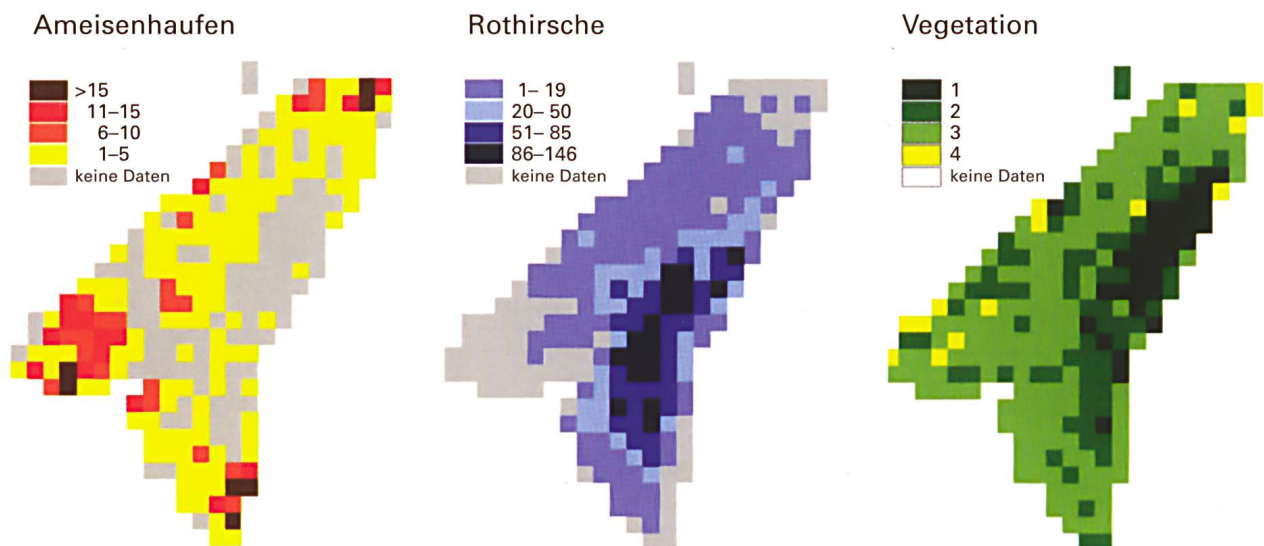 Ameisenhaufen
>15
11–15
6–10
1–5
keine Daten
Rothirsche
1– 19
20– 50
51– 85
86–146
keine Daten
Vegetation
1
2
3
4
keine Daten